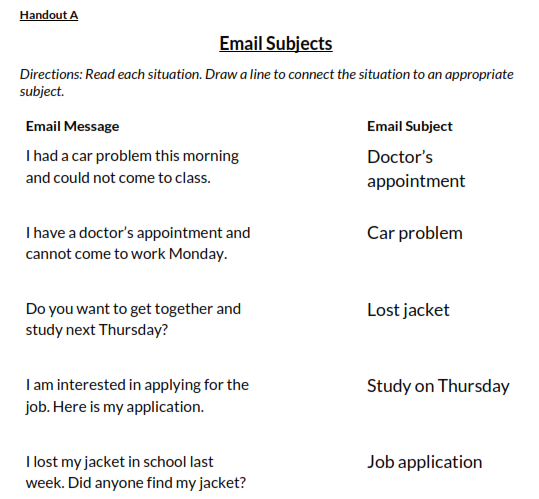 Handout A
Email Subjects
Directions: Read each situation. Draw a line to connect the situation to an appropriate
subject.
Email Message
Email Subject
I had a car problem this morning
and could not come to class.
Doctor’s
appointment
I have a doctor’s appointment and
cannot come to work Monday.
Car problem
Do you want to get together and
study next Thursday?
Lost jacket
I am interested in applying for the
job. Here is my application.
Study on Thursday
I lost my jacket in school last
week. Did anyone find my jacket?
Job application